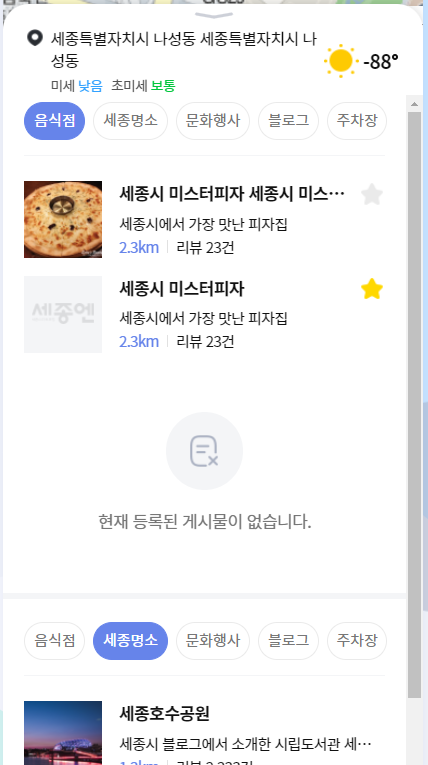 세종특별자치시 나성동 세종특별자치시 나
성동
-88°
미세 낮음 초미세 보통
음식점 세종명소 문화행사 블로그 주차장
세종시 미스터피자 세종시 미스…
세종시에서 가장 맛난 피자집
2.3km 리뷰 23건
세종엔
세종시 미스터피자
세종시에서 가장 맛난 피자집
2.3km 리뷰 23건
현재 등록된 게시물이 없습니다.
음식점 세종명소 문화행사 블로그 주차장
세종호수공원
세종시 블로그에서 소개한 시립도서관 세…